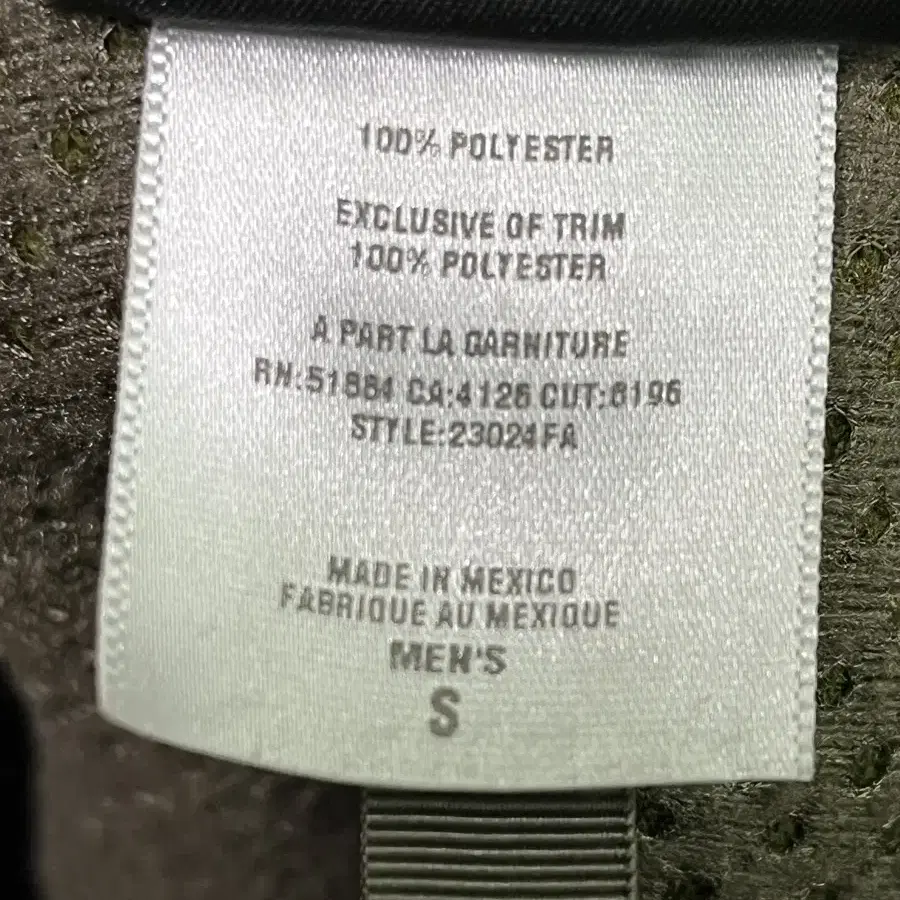 100% POLYESTER
EXCLUSIVE OF TRIM
100% POLYESTER
A PART LA GARNITURE
RN:51884 CA:4126 CUT:6196
STYLE:23024FA
MADE IN MEXICO
FABRIQUE AU MEXIQUE
MEN'S
S